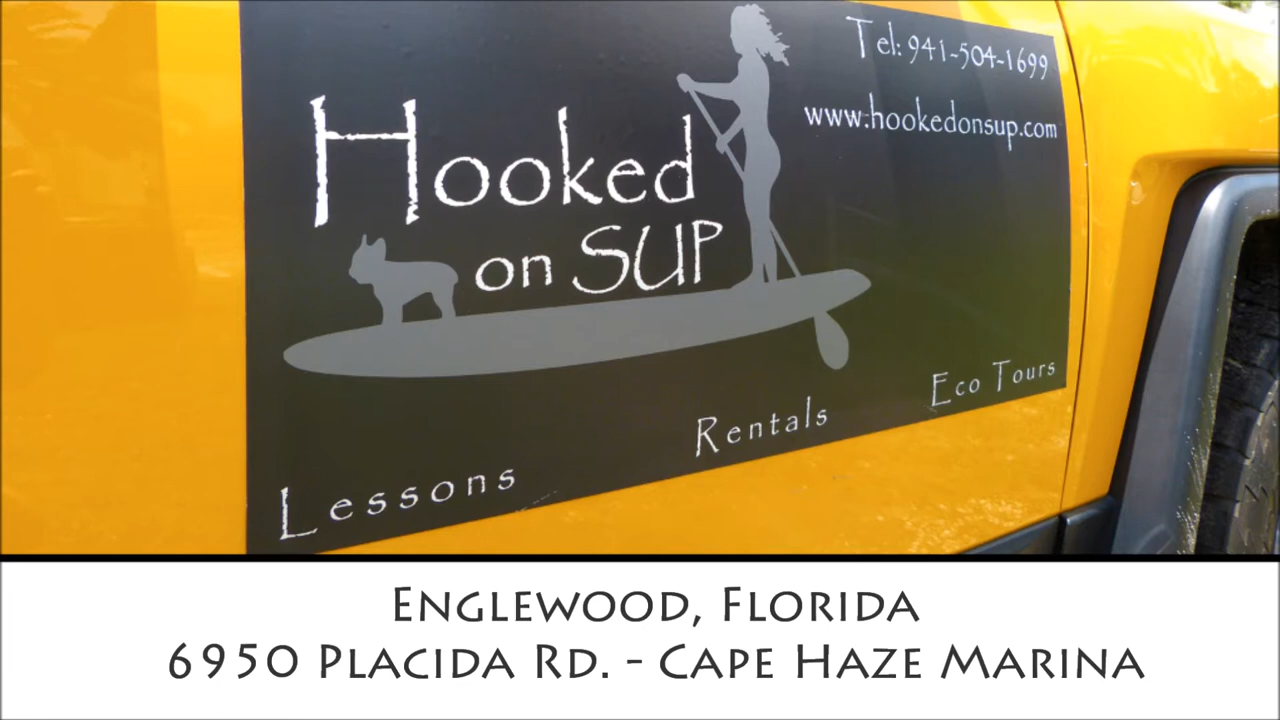 Tel: 941-504-1699
www.hookedonsup.com
Hooked
on SUP
Lessons
Rentals
Eco Tours
ENGLEWOOD, FLORIDA
6950 PLACIDA RD. - CAPE HAZE MARINA